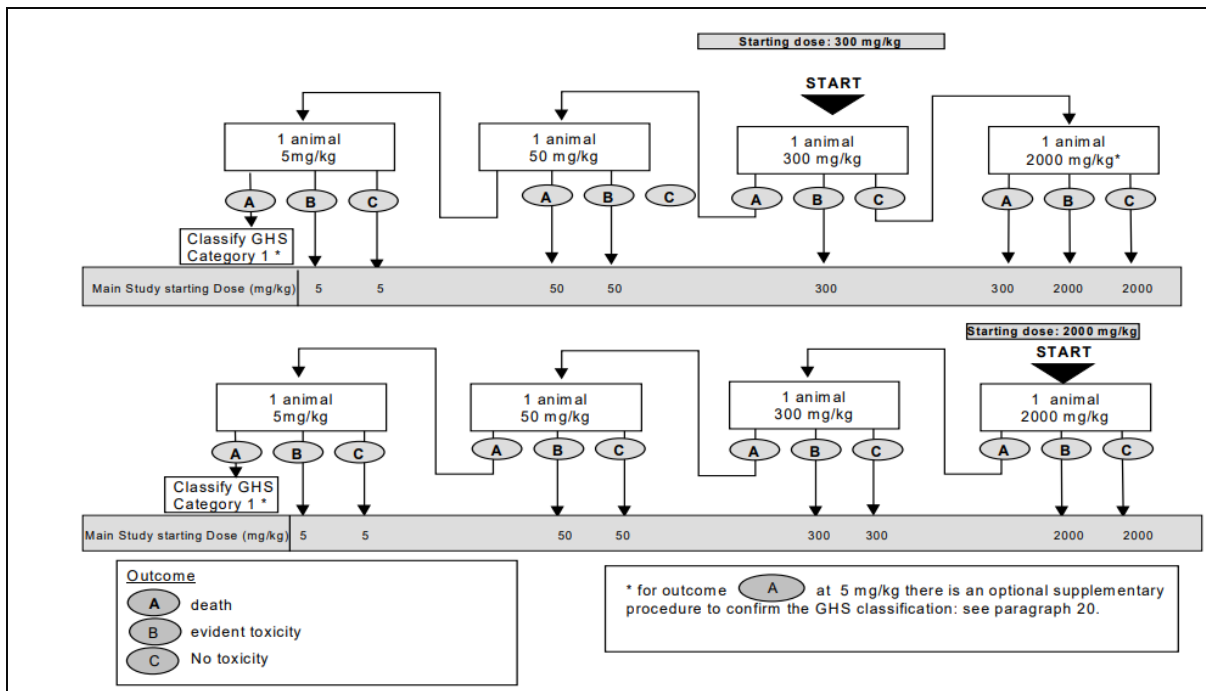 Starting dose: 300 mg/kg
START
1 animal
5mg/kg
1 animal
50 mg/kg
1 animal
300 mg/kg
1 animal
2000 mg/kg*
A B C
A B C
A B C
A B C
Classify GHS
Category 1 *
Main Study starting Dose (mg/kg) 5 5 50 50 300 300 2000 2000
Starting dose: 2000 mg/kg
START
1 animal
5mg/kg
1 animal
50 mg/kg
1 animal
300 mg/kg
1 animal
2000 mg/kg
A B C
A B C
A B C
A B C
Classify GHS
Category 1 *
Main Study starting Dose (mg/kg) 5 5 50 50 300 300 2000 2000
Outcome
A death
B evident toxicity
C No toxicity
* for outcome A at 5 mg/kg there is an optional supplementary
procedure to confirm the GHS classification: see paragraph 20.